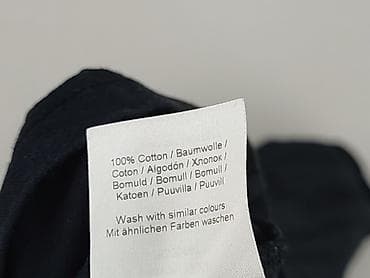 100% Cotton / Baumwolle /
Coton / Algodón / Хлопок /
Bomuld / Bomull / Bomull /
Katoen / Puuvilla / Puuvill
Wash with similar colours
Mit ähnlichen Farben waschen